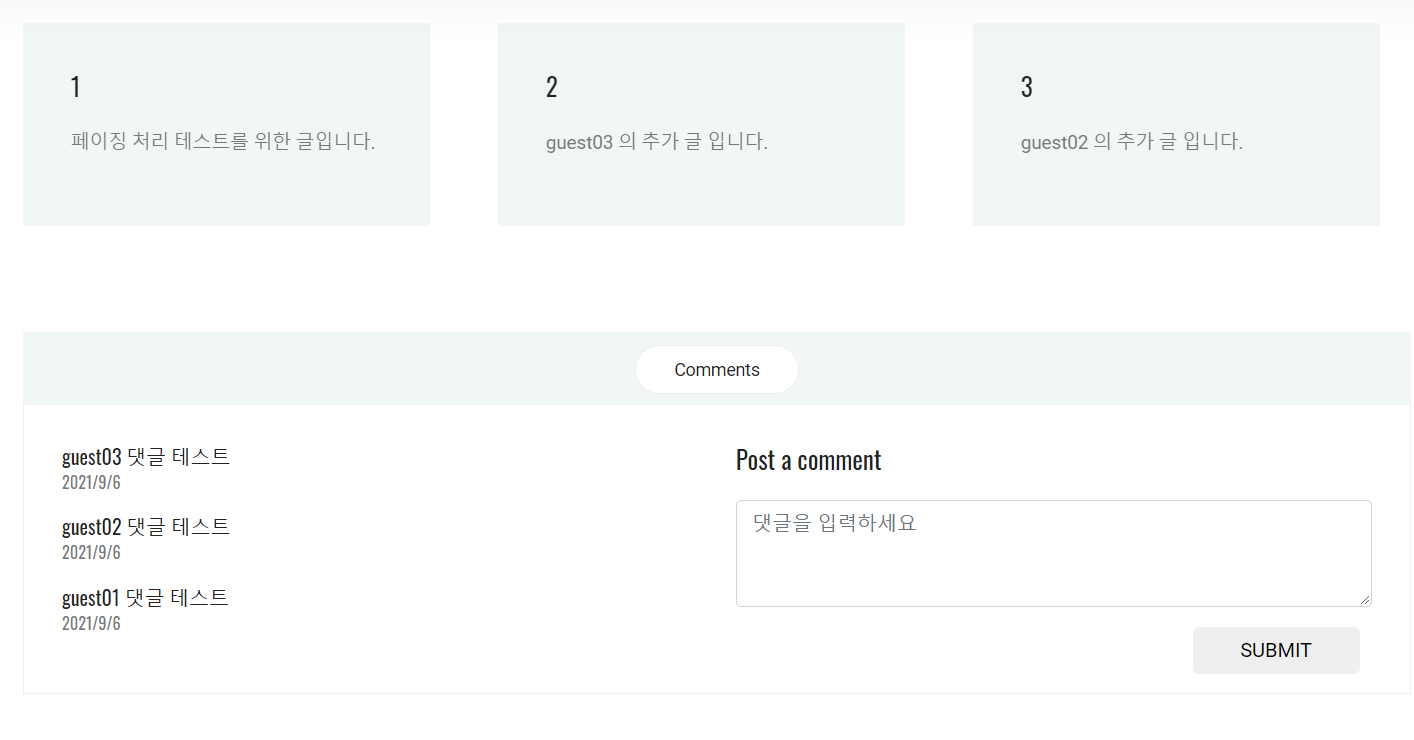 1
페이징 처리 테스트를 위한 글입니다.
2
guest03 의 추가 글 입니다.
3
guest02 의 추가 글 입니다.
Comments
guest03 댓글 테스트
2021/9/6
guest02 댓글 테스트
2021/9/6
guest01 댓글 테스트
2021/9/6
Post a comment
댓글을 입력하세요
SUBMIT